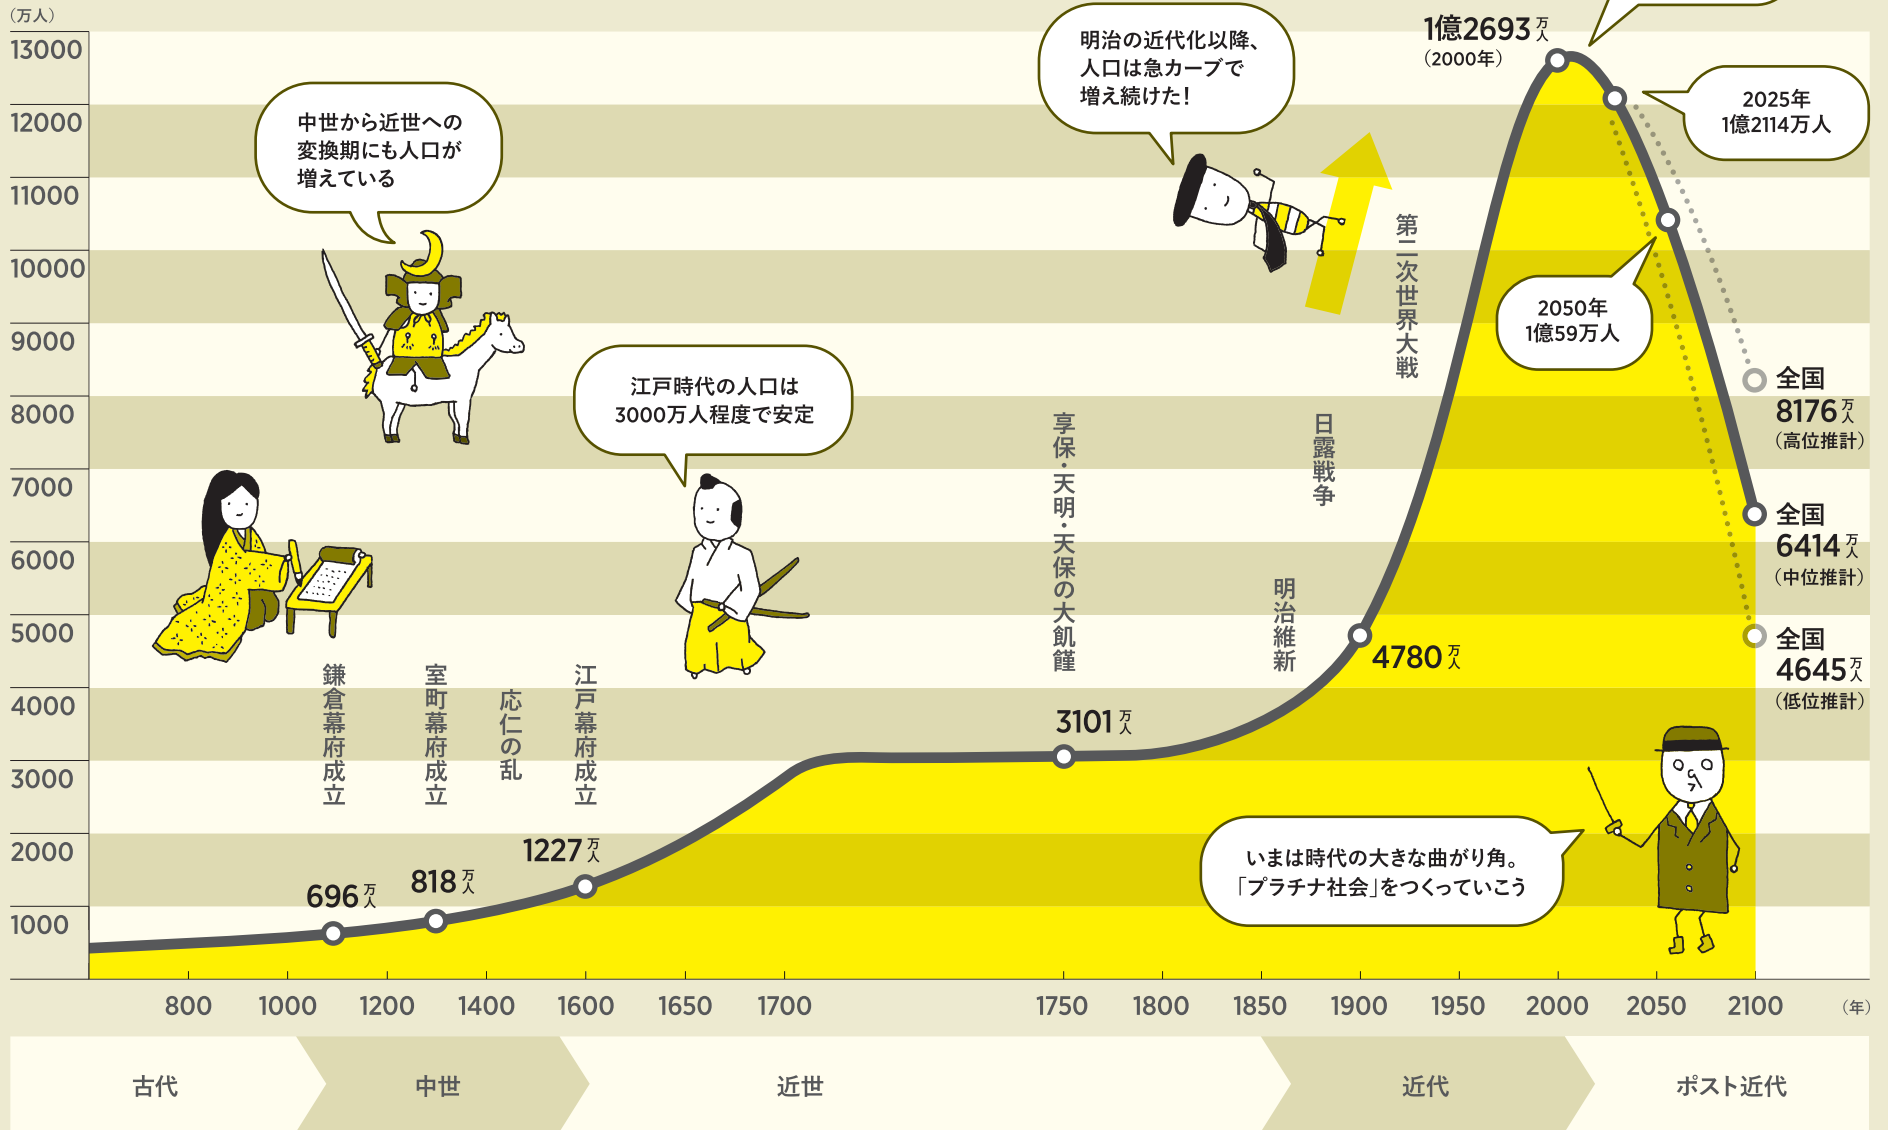 （万人）
13000
12000
11000
10000
9000
8000
7000
6000
5000
4000
3000
2000
1000
中世から近世への
変換期にも人口が
増えている
江戸時代の人口は
3000万人程度で安定
明治の近代化以降、
人口は急カーブで
増え続けた！
1億2693万人
（2000年）
2025年
1億2114万人
2050年
1億59万人
全国
8176万人
（高位推計）
全国
6414万人
（中位推計）
全国
4645万人
（低位推計）
鎌倉幕府成立
室町幕府成立
応仁の乱
江戸幕府成立
享保・天明・天保の大飢饉
明治維新
日露戦争
第二次世界大戦
696万人
818万人
1227万人
3101万人
4780万人
いまは時代の大きな曲がり角。
「プラチナ社会」をつくっていこう
800
1000
1200
1400
1600
1650
1700
1750
1800
1850
1900
1950
2000
2050
2100
（年）
古代
中世
近世
近代
ポスト近代